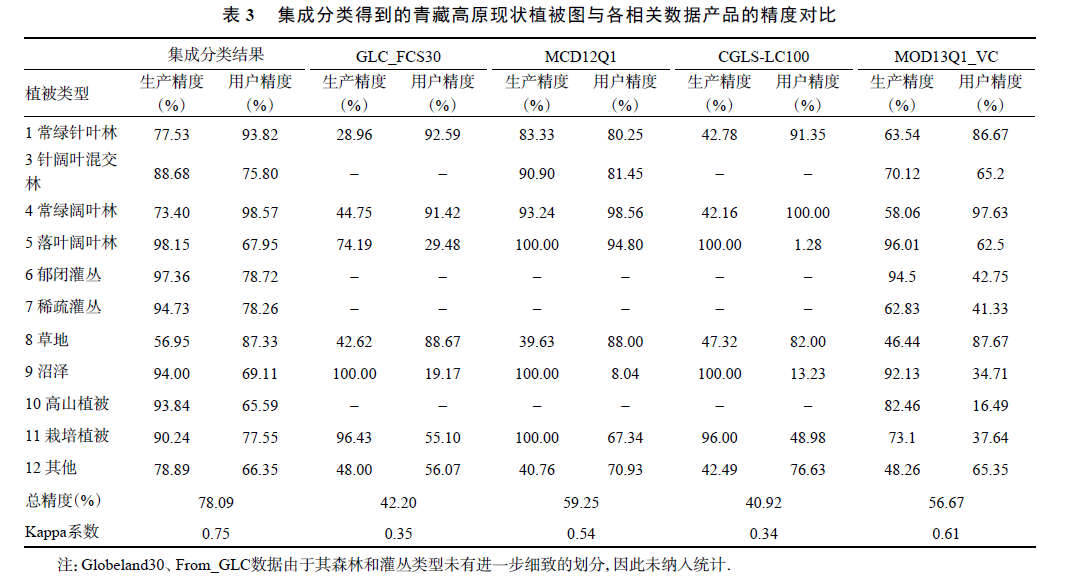 表 3 集成分类得到的青藏高原现状植被图与各相关数据产品的精度对比
集成分类结果 GLC_FCS30 MCD12Q1 CGLS-LC100 MOD13Q1_VC
植被类型 生产精度(%) 用户精度(%) 生产精度(%) 用户精度(%) 生产精度(%) 用户精度(%) 生产精度(%) 用户精度(%) 生产精度(%) 用户精度(%)
1 常绿针叶林 77.53 93.82 28.96 92.59 83.33 80.25 42.78 91.35 63.54 86.67
3 针阔叶混交林 88.68 75.80 – – 90.90 81.45 – – 70.12 65.2
4 常绿阔叶林 73.40 98.57 44.75 91.42 93.24 98.56 42.16 100.00 58.06 97.63
5 落叶阔叶林 98.15 67.95 74.19 29.48 100.00 94.80 100.00 1.28 96.01 62.5
6 郁闭灌丛 97.36 78.72 – – – – – – 94.5 42.75
7 稀疏灌丛 94.73 78.26 – – – – – – 62.83 41.33
8 草地 56.95 87.33 42.62 88.67 39.63 88.00 47.32 82.00 46.44 87.67
9 沼泽 94.00 69.11 100.00 19.17 100.00 8.04 100.00 13.23 92.13 34.71
10 高山植被 93.84 65.59 – – – – – – 82.46 16.49
11 栽培植被 90.24 77.55 96.43 55.10 100.00 67.34 96.00 48.98 73.1 37.64
12 其他 78.89 66.35 48.00 56.07 40.76 70.93 42.49 76.63 48.26 65.35
总精度(%) 78.09 42.20 59.25 40.92 56.67
Kappa系数 0.75 0.35 0.54 0.34 0.61
注: Globeland30、From_GLC数据由于其森林和灌丛类型未有进一步细致的划分, 因此未纳入统计.